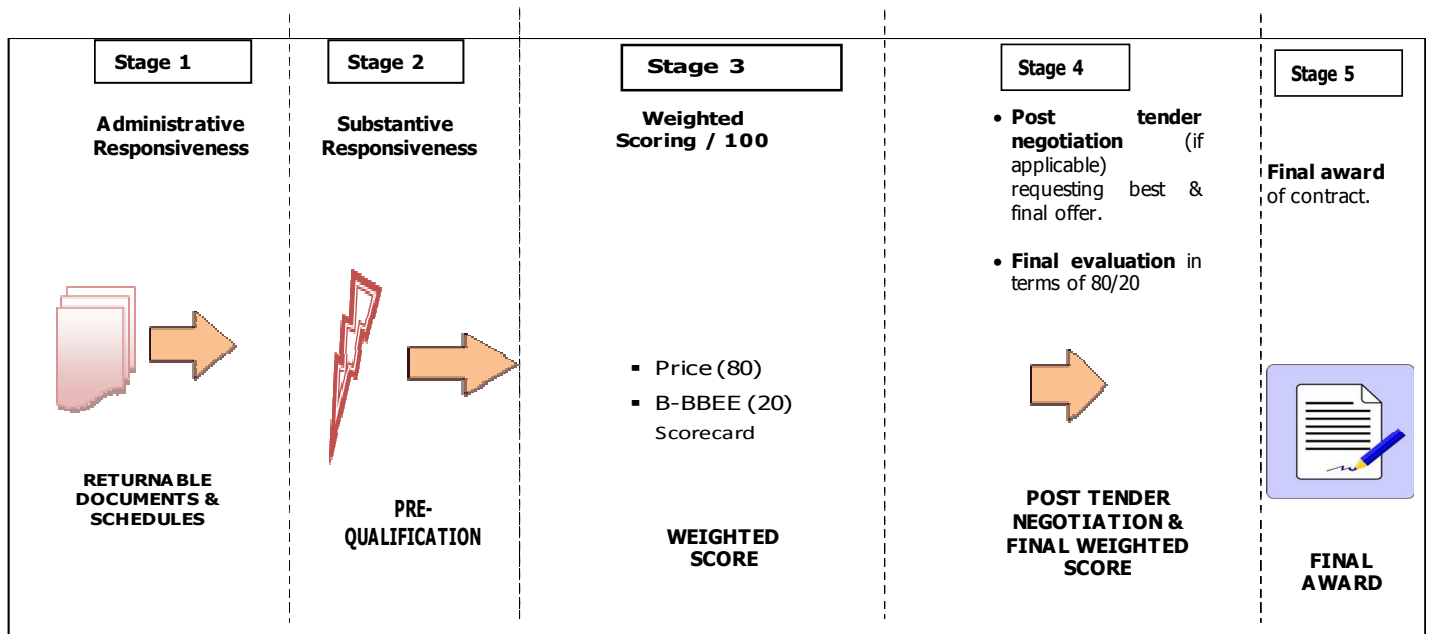 Stage 1
Administrative
Responsiveness
RETURNABLE
DOCUMENTS &
SCHEDULES
Stage 2
Substantive
Responsiveness
PRE-
QUALIFICATION
Stage 3
Weighted
Scoring / 100
▪ Price (80)
▪ B-BBEE (20)
Scorecard
WEIGHTED
SCORE
Stage 4
• Post tender
negotiation (if
applicable)
requesting best &
final offer.
• Final evaluation in
terms of 80/20
POST TENDER
NEGOTIATION &
FINAL WEIGHTED
SCORE
Stage 5
Final award
of contract.
FINAL
AWARD